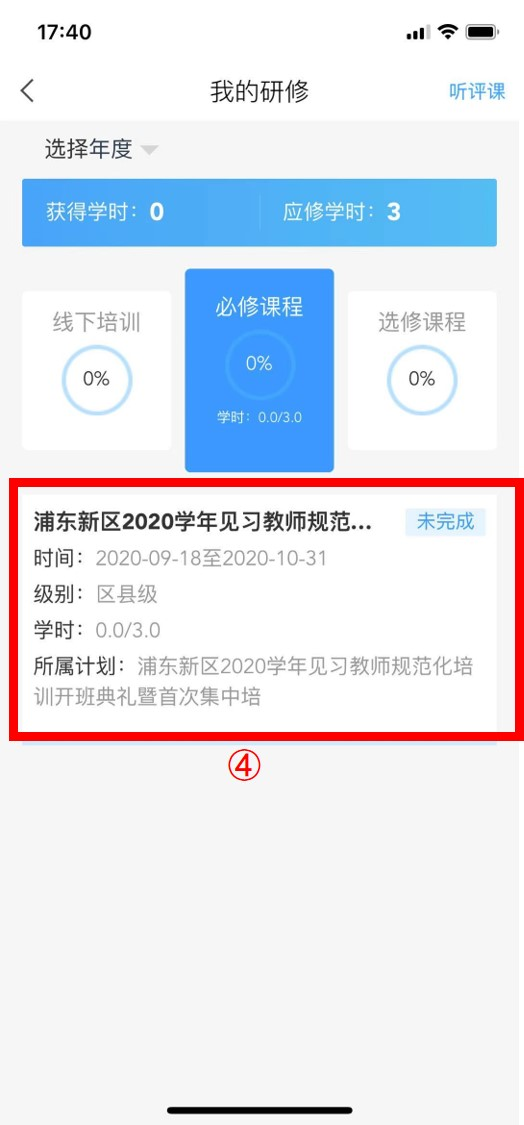 17:40
我的研修
听评课
选择年度
获得学时：0 应修学时：3
线下培训 必修课程 选修课程
0% 0% 0%
学时：0.0/3.0
浦东新区2020学年见习教师规范... 未完成
时间：2020-09-18至2020-10-31
级别：区县级
学时：0.0/3.0
所属计划：浦东新区2020学年见习教师规范化培
训开班典礼暨首次集中培
④